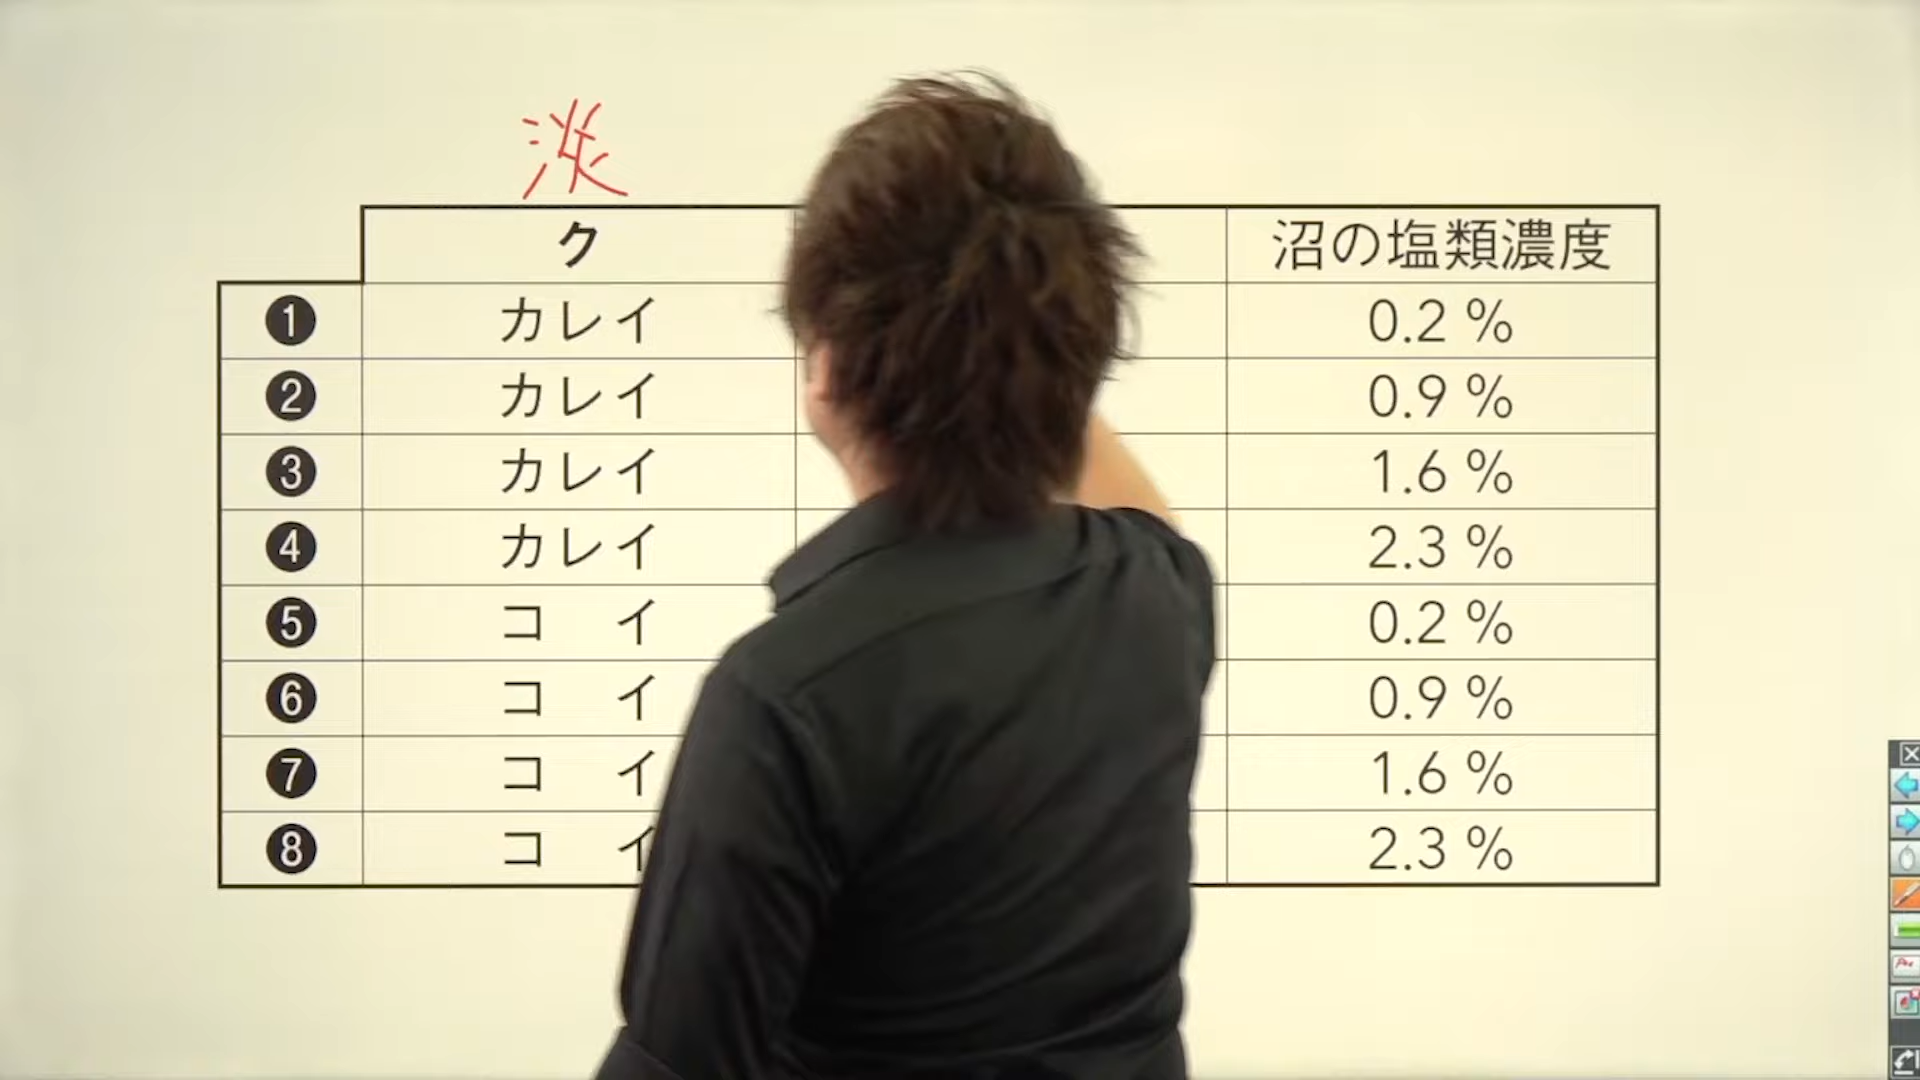 淡
ク 沼の塩類濃度
❶ カレイ 0.2 %
❷ カレイ 0.9 %
❸ カレイ 1.6 %
❹ カレイ 2.3 %
❺ コ イ 0.2 %
❻ コ イ 0.9 %
❼ コ イ 1.6 %
❽ コ イ 2.3 %